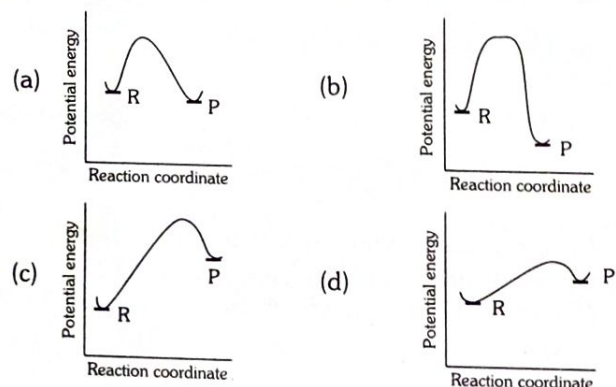 (a)
Potential energy
R
P
Reaction coordinate
(b)
Potential energy
R
P
Reaction coordinate
(c)
Potential energy
R
P
Reaction coordinate
(d)
Potential energy
R
P
Reaction coordinate